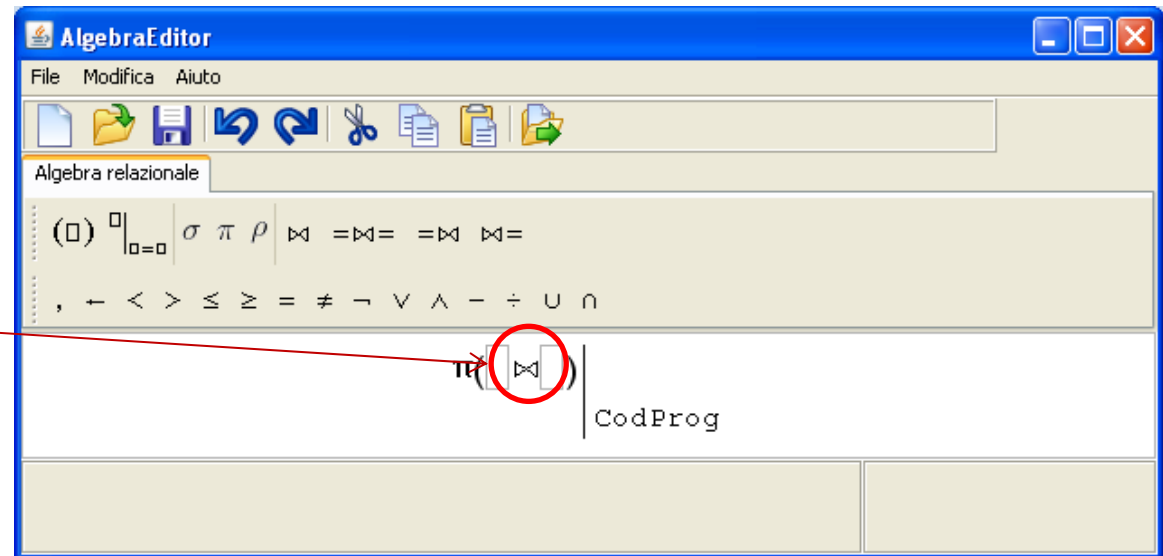 AlgebraEditor
File Modifica Aiuto
Algebra relazionale
(▯) ▯|▯=▯ σ π ρ ⋈ =⋈= =⋈ ⋈=
, ← < > ≤ ≥ = ≠ ¬ ∨ ∧ − ÷ ∪ ∩
π(▯⋈▯)|
CodProg